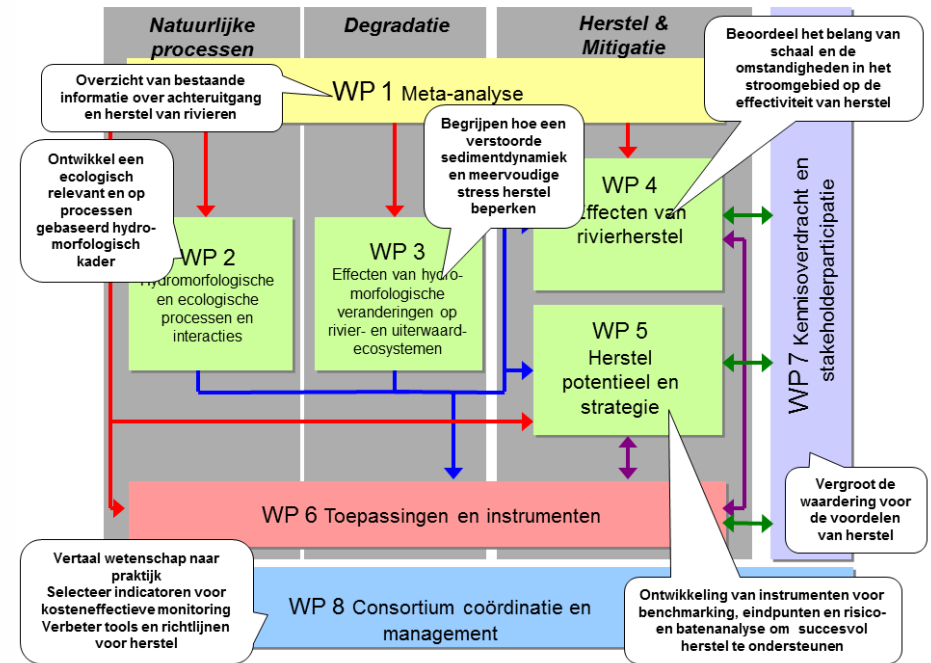 Natuurlijke
processen
Degradatie
Herstel &
Mitigatie
Beoordeel het belang van
schaal en de
omstandigheden in het
stroomgebied op de
effectiviteit van herstel
Overzicht van bestaande
informatie over achteruitgang
en herstel van rivieren
WP 1 Meta-analyse
Ontwikkel een
ecologisch
relevant en op
processen
gebaseerd hydro-
morfologisch
kader
Begrijpen hoe een
verstoorde
sedimentdynamiek
en meervoudige
stress herstel
beperken
WP 2
Hydromorfologische
en ecologische
processen en
interacties
WP 3
Effecten van hydro-
morfologische
veranderingen op
rivier- en uiterwaard-
ecosystemen
WP 4
Effecten van
rivierherstel
WP 5
Herstel
potentieel en
strategie
WP 7 Kennisoverdracht en
stakeholderparticipatie
WP 6 Toepassingen en instrumenten
Vergroot de
waardering voor
de voordelen
van herstel
Vertaal wetenschap naar
praktijk
Selecteer indicatoren voor
kosteneffectieve monitoring
Verbeter tools en richtlijnen
voor herstel
WP 8 Consortium coördinatie en
management
Ontwikkeling van instrumenten voor
benchmarking, eindpunten en risico-
en batenanalyse om succesvol
herstel te ondersteunen